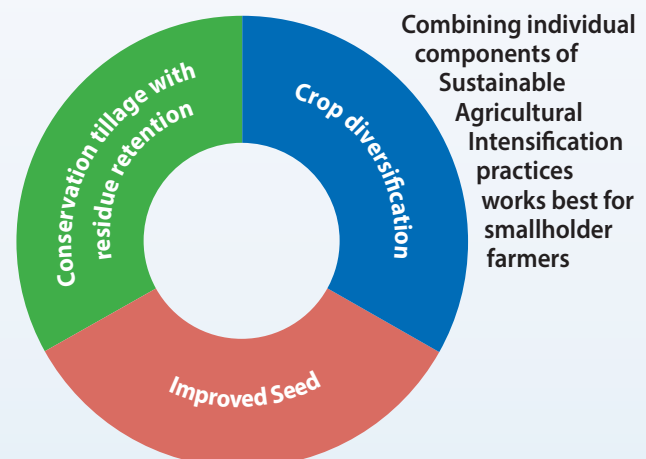 Combining individual
components of
Sustainable
Agricultural
Intensification
practices
works best for
smallholder
farmers
Conservation tillage with
residue retention
Crop diversification
Improved Seed